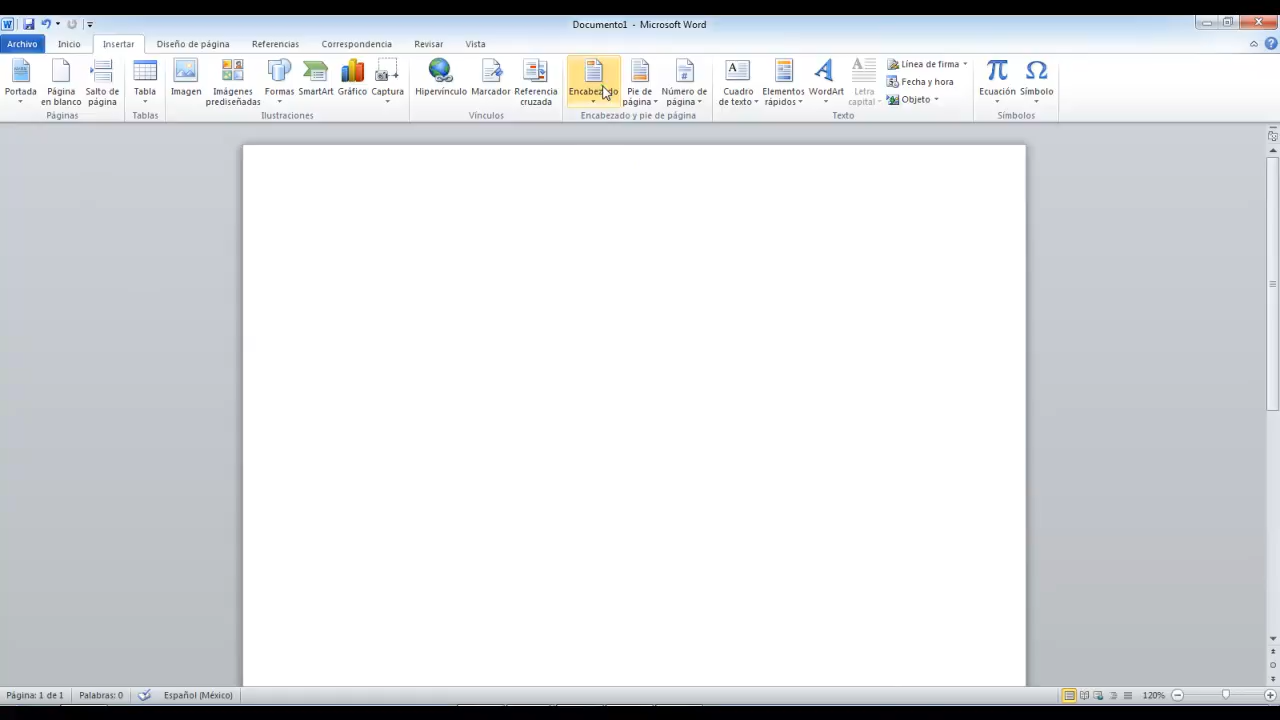 Documento1 - Microsoft Word
Archivo Inicio Insertar Diseño de página Referencias Correspondencia Revisar Vista
Portada
Página en blanco
Salto de página
Páginas
Tabla
Tablas
Imagen
Imágenes prediseñadas
Formas
SmartArt
Gráfico
Captura
Ilustraciones
Hipervínculo
Marcador
Referencia cruzada
Vínculos
Encabezado
Pie de página
Número de página
Encabezado y pie de página
Cuadro de texto
Elementos rápidos
WordArt
Letra capital
Línea de firma
Fecha y hora
Objeto
Texto
Ecuación
Símbolo
Símbolos
Página: 1 de 1 Palabras: 0 Español (México) 120%